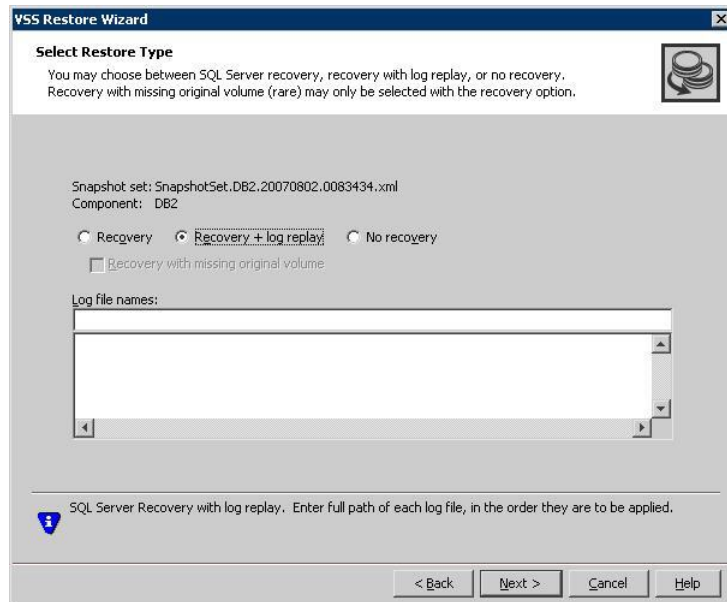 VSS Restore Wizard
Select Restore Type
You may choose between SQL Server recovery, recovery with log replay, or no recovery.
Recovery with missing original volume (rare) may only be selected with the recovery option.
Snapshot set: SnapshotSet.DB2.20070802.0083434.xml
Component: DB2
Recovery Recovery + log replay No recovery
Recovery with missing original volume
Log file names:
SQL Server Recovery with log replay. Enter full path of each log file, in the order they are to be applied.
< Back Next > Cancel Help